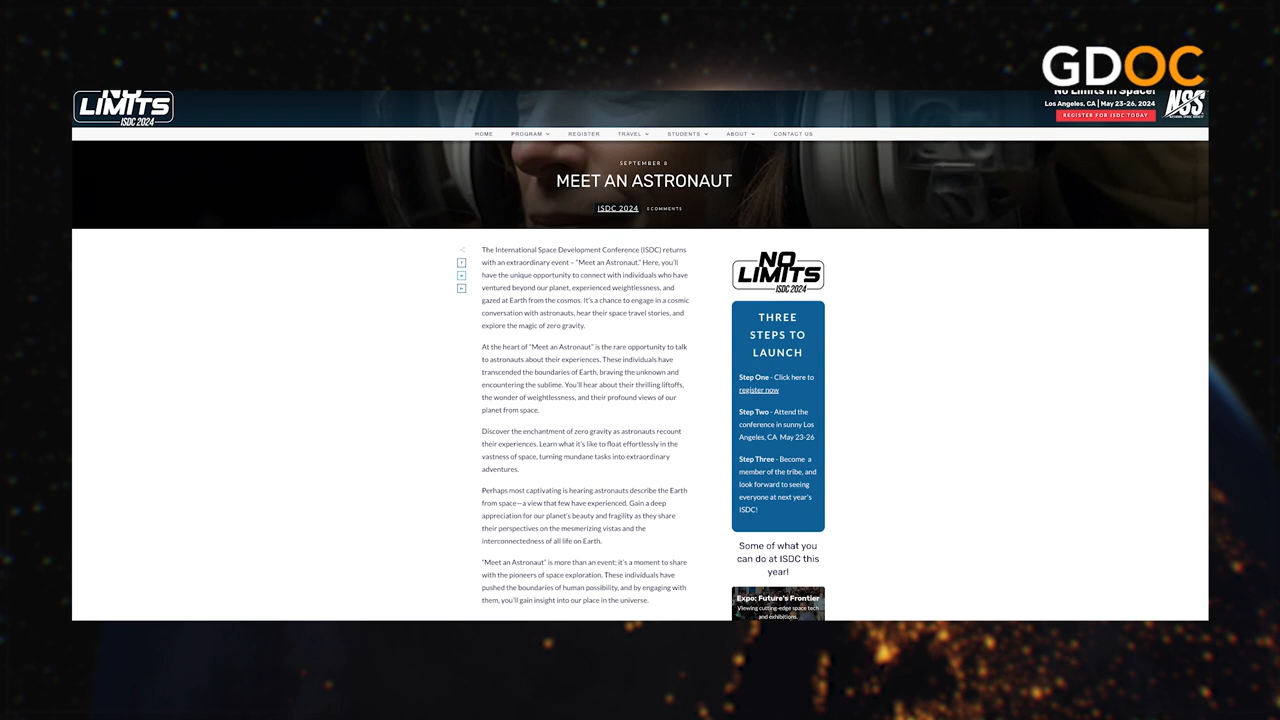 GDOC
NO
LIMITS
ISDC 2024
No Limits in Space!
Los Angeles, CA | May 23-26, 2024
REGISTER FOR ISDC TODAY
NSS
HOME PROGRAM REGISTER TRAVEL STUDENTS ABOUT CONTACT US
SEPTEMBER 8
MEET AN ASTRONAUT
ISDC 2024 0 COMMENTS
The International Space Development Conference (ISDC) returns
with an extraordinary event – “Meet an Astronaut.” Here, you’ll
have the unique opportunity to connect with individuals who have
ventured beyond our planet, experienced weightlessness, and
gazed at Earth from the cosmos. It’s a chance to engage in a cosmic
conversation with astronauts, hear their space travel stories, and
explore the magic of zero gravity.
At the heart of “Meet an Astronaut” is the rare opportunity to talk
to astronauts about their experiences. These individuals have
transcended the boundaries of Earth, braving the unknown and
encountering the sublime. You’ll hear about their thrilling liftoffs,
the wonder of weightlessness, and their profound views of our
planet from space.
Discover the enchantment of zero gravity as astronauts recount
their experiences. Learn what it’s like to float effortlessly in the
vastness of space, turning mundane tasks into extraordinary
adventures.
Perhaps most captivating is hearing astronauts describe the Earth
from space—a view that few have experienced. Gain a deep
appreciation for our planet’s beauty and fragility as they share
their perspectives on the mesmerizing vistas and the
interconnectedness of all life on Earth.
“Meet an Astronaut” is more than an event; it’s a moment to share
with the pioneers of space exploration. These individuals have
pushed the boundaries of human possibility, and by engaging with
them, you’ll gain insight into our place in the universe.
NO
LIMITS
ISDC 2024
THREE
STEPS TO
LAUNCH
Step One - Click here to
register now
Step Two - Attend the
conference in sunny Los
Angeles, CA May 23-26
Step Three - Become a
member of the tribe, and
look forward to seeing
everyone at next year's
ISDC!
Some of what you
can do at ISDC this
year!
Expo: Future's Frontier
Viewing cutting-edge space tech
and exhibitions.